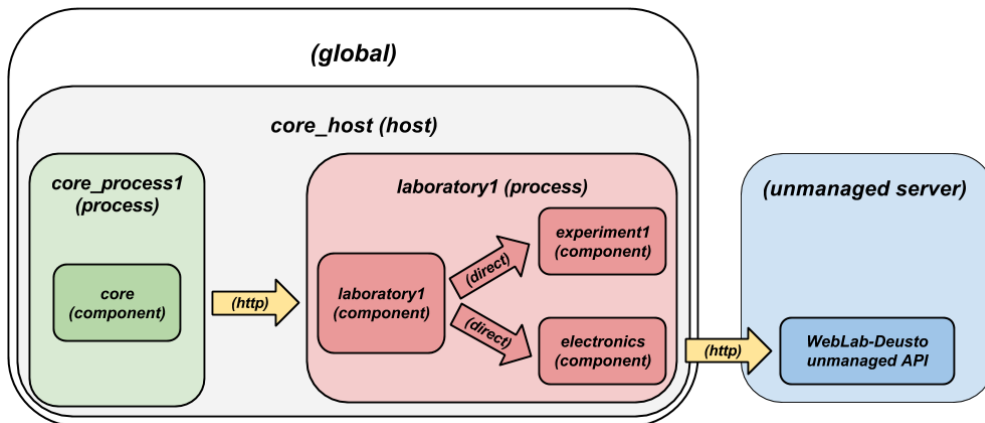 (global)
core_host (host)
core_process1
(process)
core
(component)
(http)
laboratory1 (process)
laboratory1
(component)
(direct)
experiment1
(component)
(direct)
electronics
(component)
(http)
(unmanaged server)
WebLab-Deusto
unmanaged API